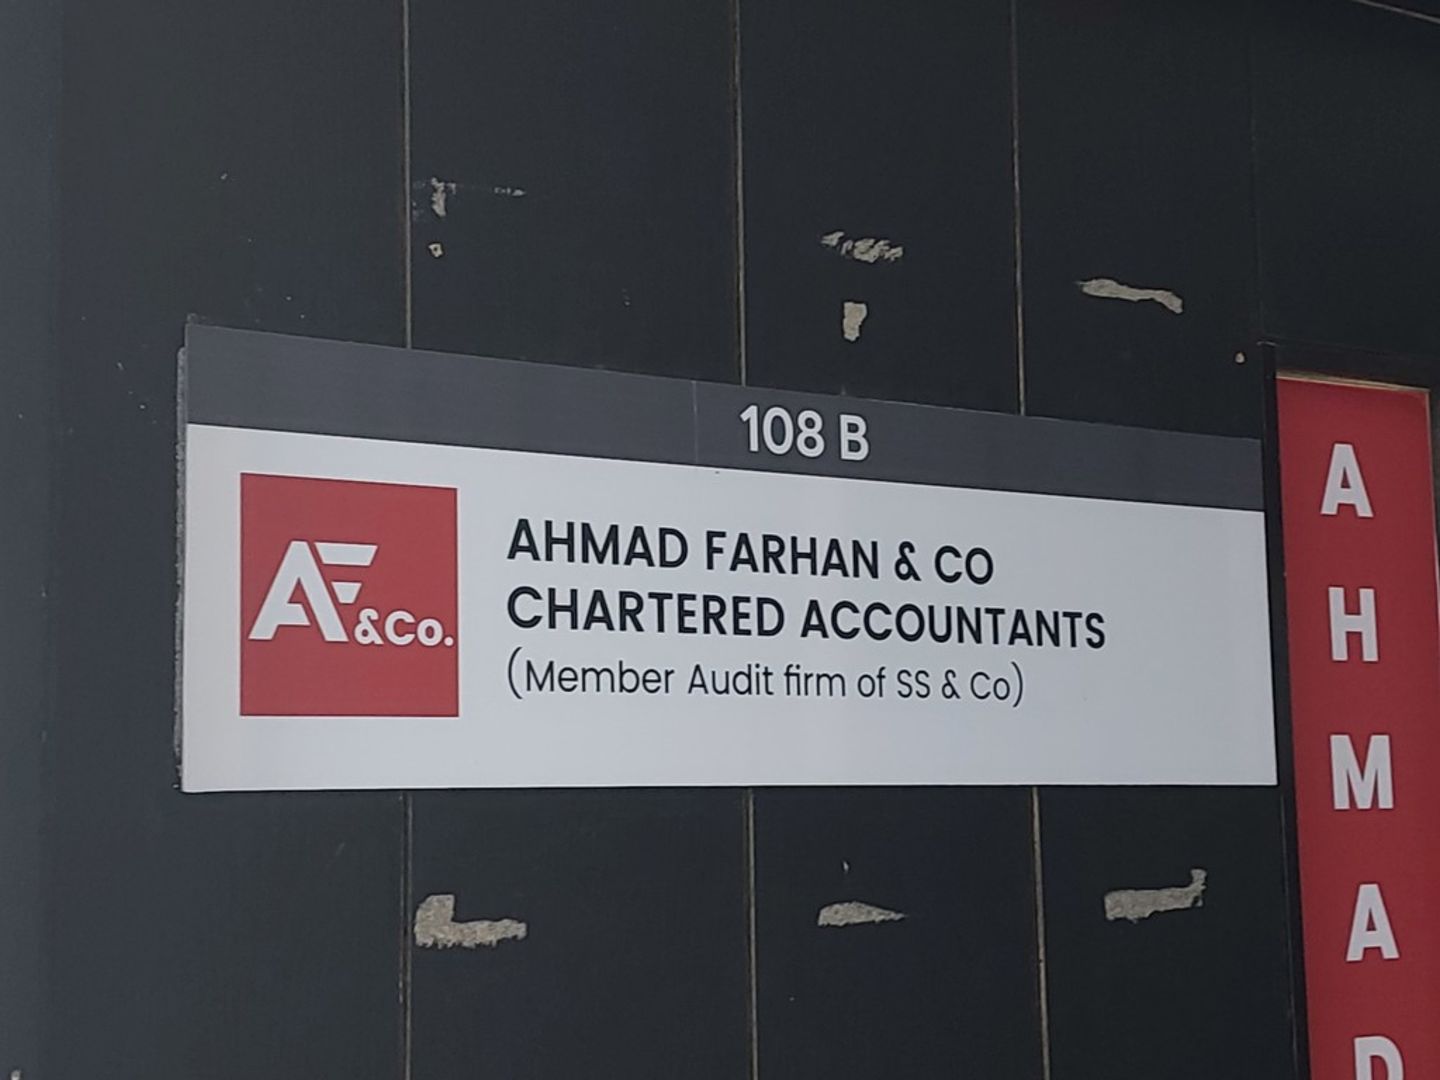 108 B
AF &Co.
AHMAD FARHAN & CO
CHARTERED ACCOUNTANTS
(Member Audit firm of SS & Co)
A
H
M
A
D